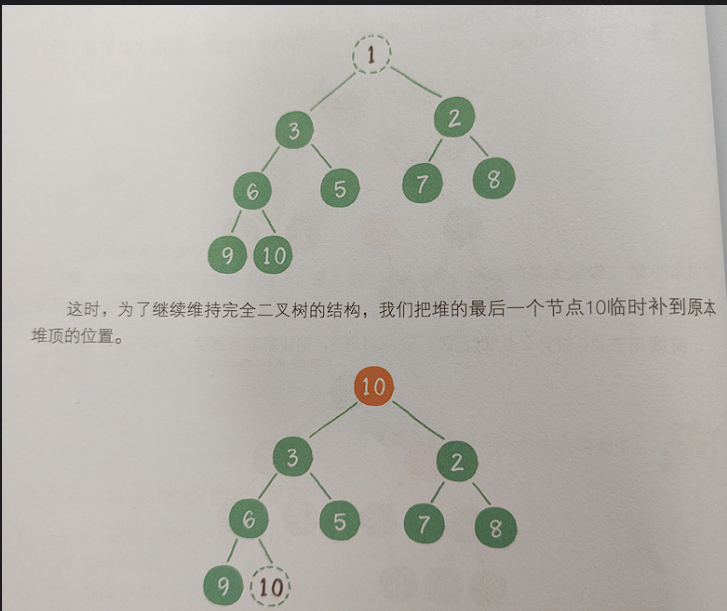 1
3 2
6 5 7 8
9 10
这时，为了继续维持完全二叉树的结构，我们把堆的最后一个节点10临时补到原本
堆顶的位置。
10
3 2
6 5 7 8
9 10